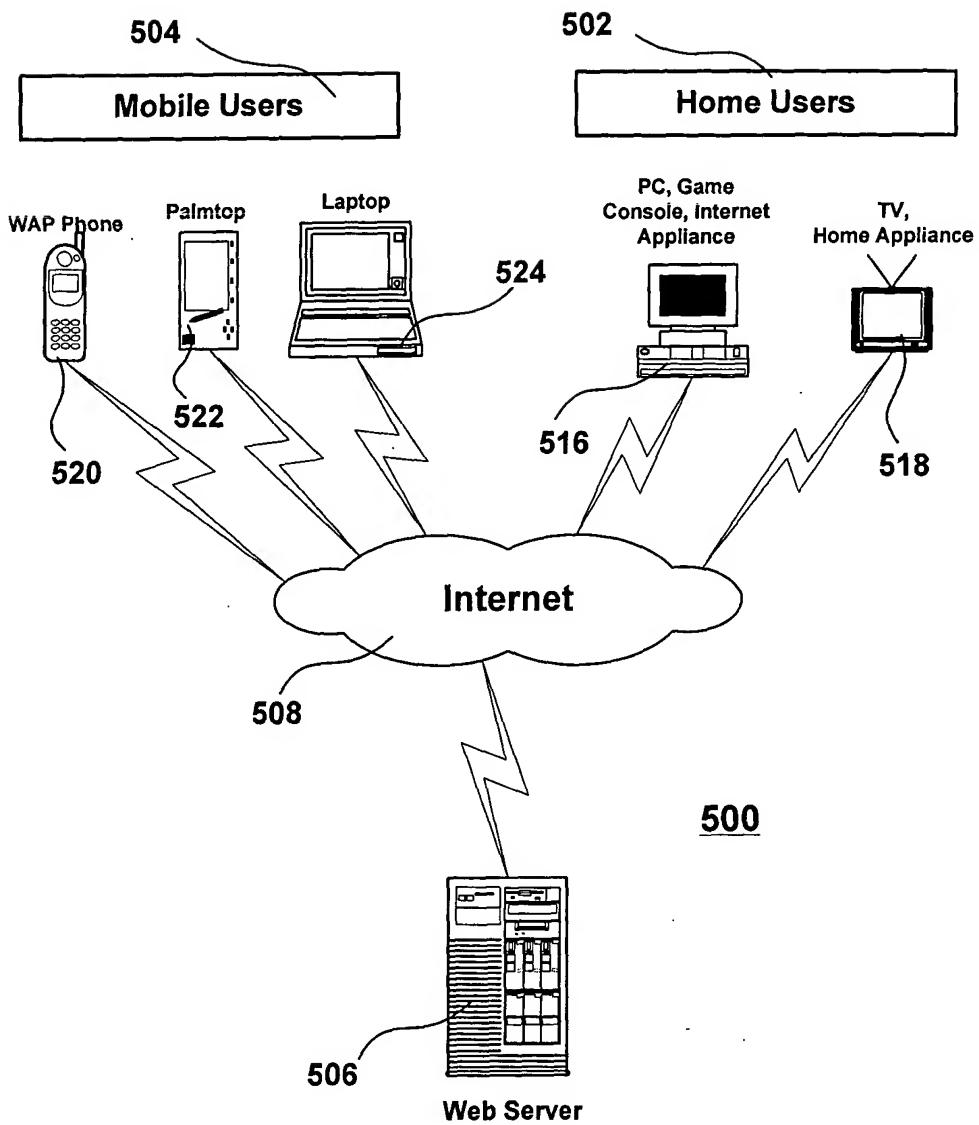 504
502
Mobile Users
Home Users
WAP Phone
Palmtop
Laptop
PC, Game
Console, Internet
Appliance
TV,
Home Appliance
524
522
520
516
518
Internet
508
500
506
Web Server